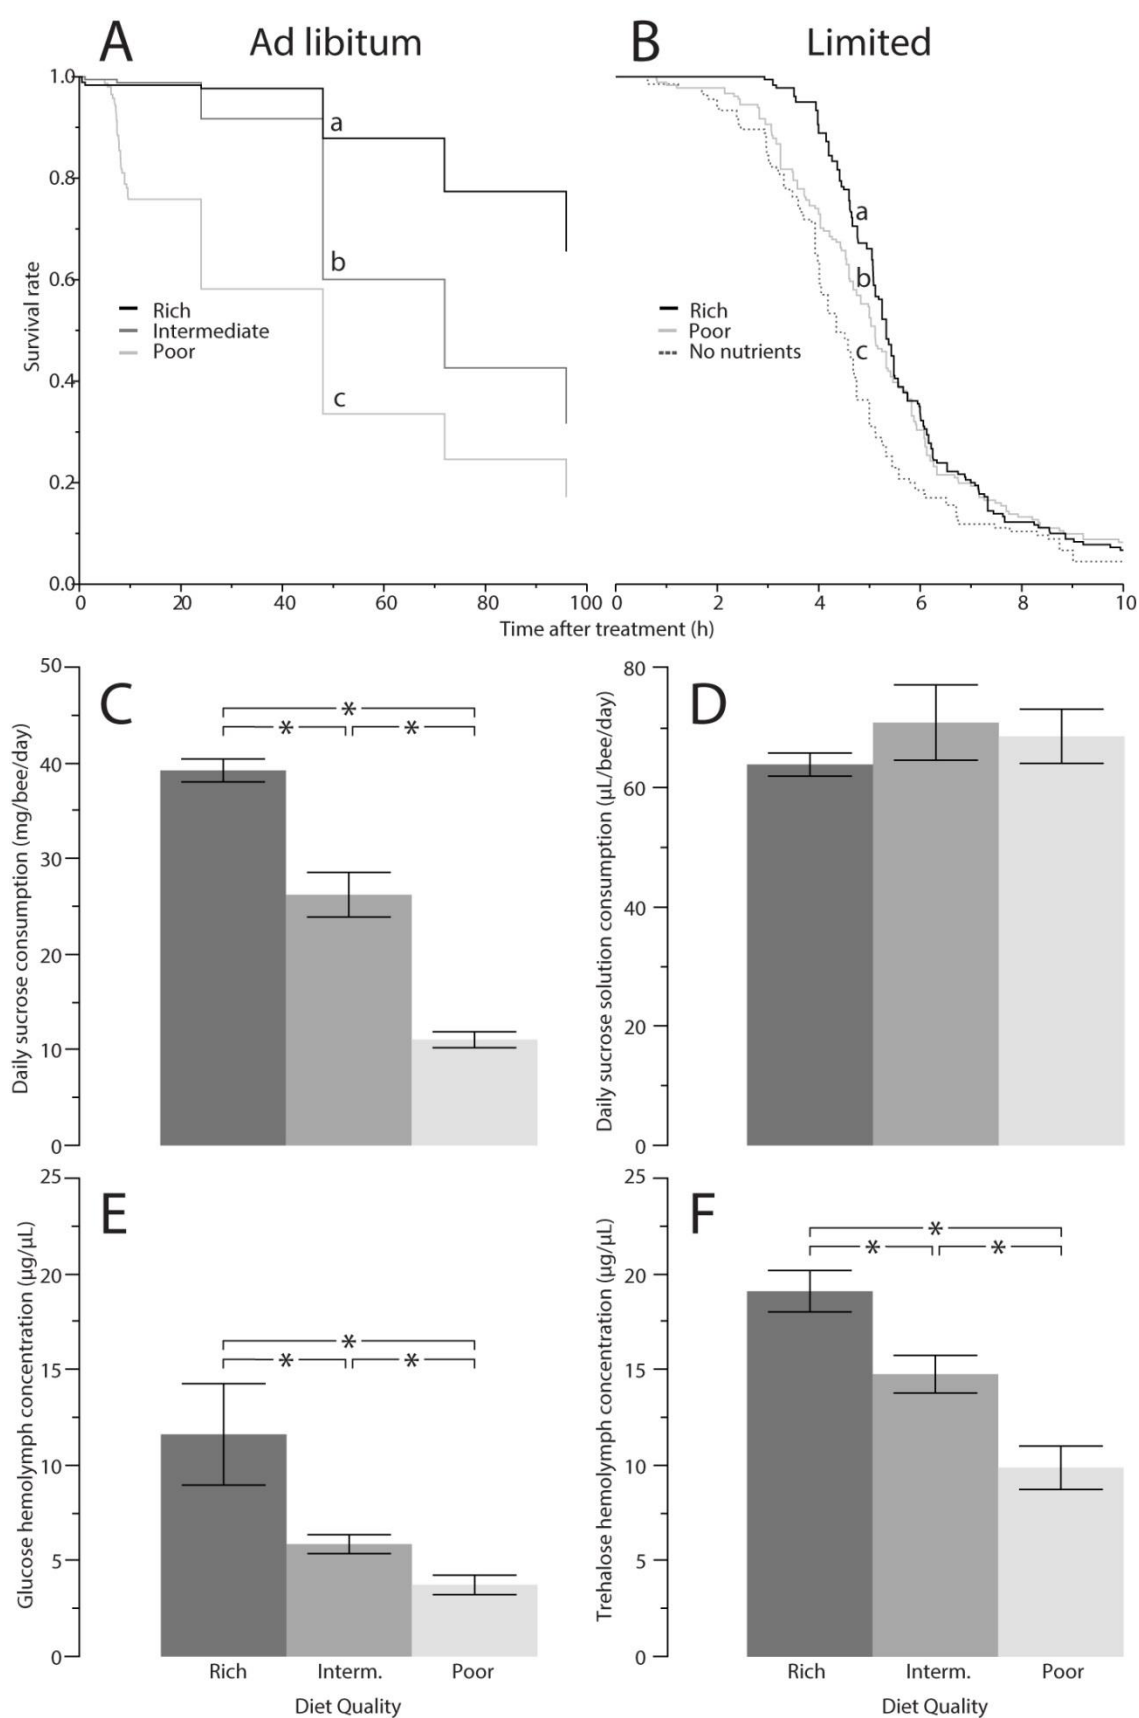 A
Ad libitum
B
Limited
Survival rate
1.0
0.8
0.6
0.4
0.2
0.0
a
b
c
Rich
Intermediate
Poor
0
20
40
60
80
100
a
b
c
Rich
Poor
No nutrients
0
2
4
6
8
10
Time after treatment (h)
C
Daily sucrose consumption (mg/bee/day)
50
40
30
20
10
0
*
* *
D
Daily sucrose solution consumption (µL/bee/day)
80
60
40
20
0
E
Glucose hemolymph concentration (µg/µL)
25
20
15
10
5
0
*
* *
Rich Interm. Poor
Diet Quality
F
Trehalose hemolymph concentration (µg/µL)
25
20
15
10
5
0
*
* *
Rich Interm. Poor
Diet Quality